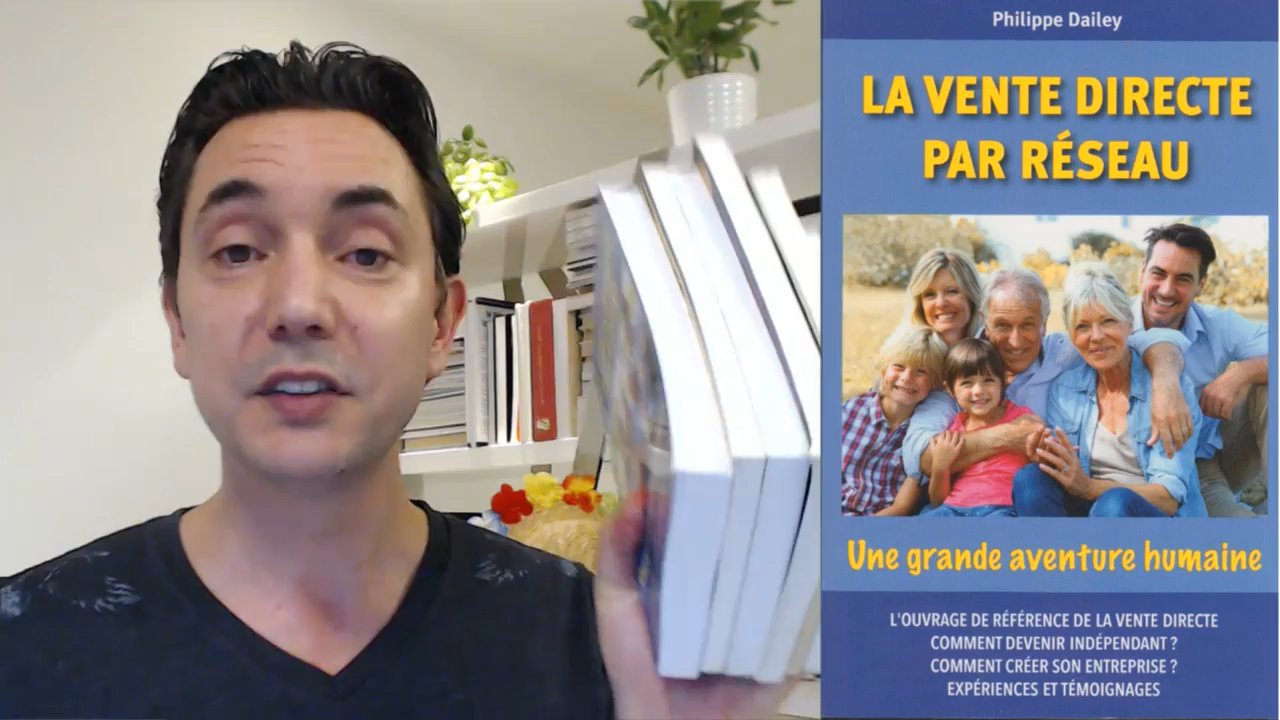 Philippe Dailey
LA VENTE DIRECTE
PAR RÉSEAU
Une grande aventure humaine
L'OUVRAGE DE RÉFÉRENCE DE LA VENTE DIRECTE
COMMENT DEVENIR INDÉPENDANT ?
COMMENT CRÉER SON ENTREPRISE ?
EXPÉRIENCES ET TÉMOIGNAGES